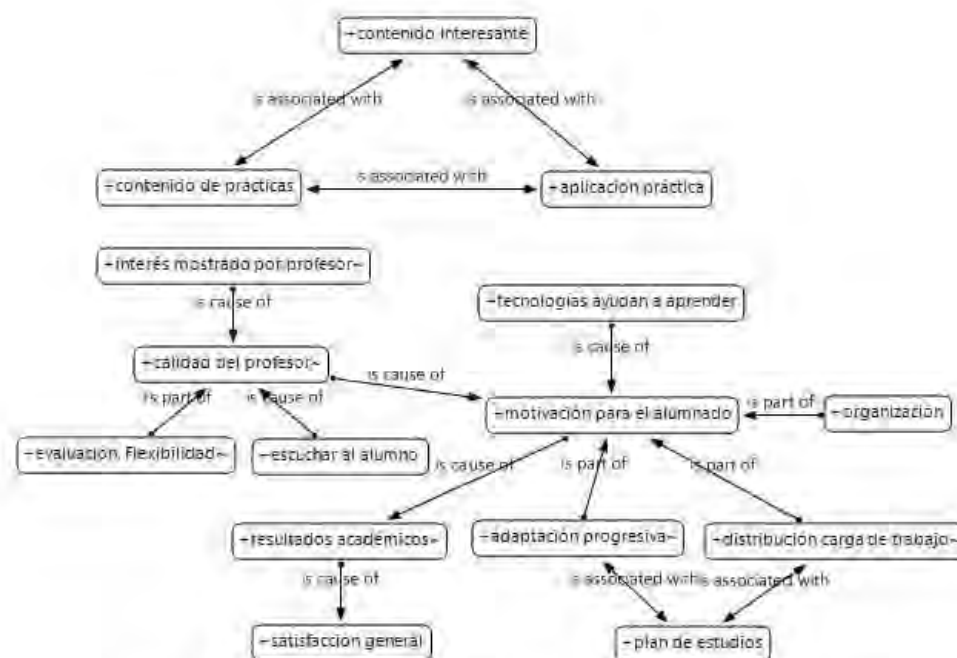 ~contenido interesante
is associated with
is associated with
~contenico de prácticas
is associated with
~aplicacion práctica
~interés mostrado por profesor~
is cause of
~tecnologías ayudan a aprender
is cause of
~calidad del profesor~
is cause of
is part of
is cause of
~motivación para el alumnado
is part of
~organización
~evaluación. Flexibilidad~
~escuchar al alumno
is cause of
is part of
is part of
~resultados académicos~
~adaptación progresiva~
~distribución carga de trabajo~
is cause of
is associated with
is associated with
~satisfacción general
~plan de estudios